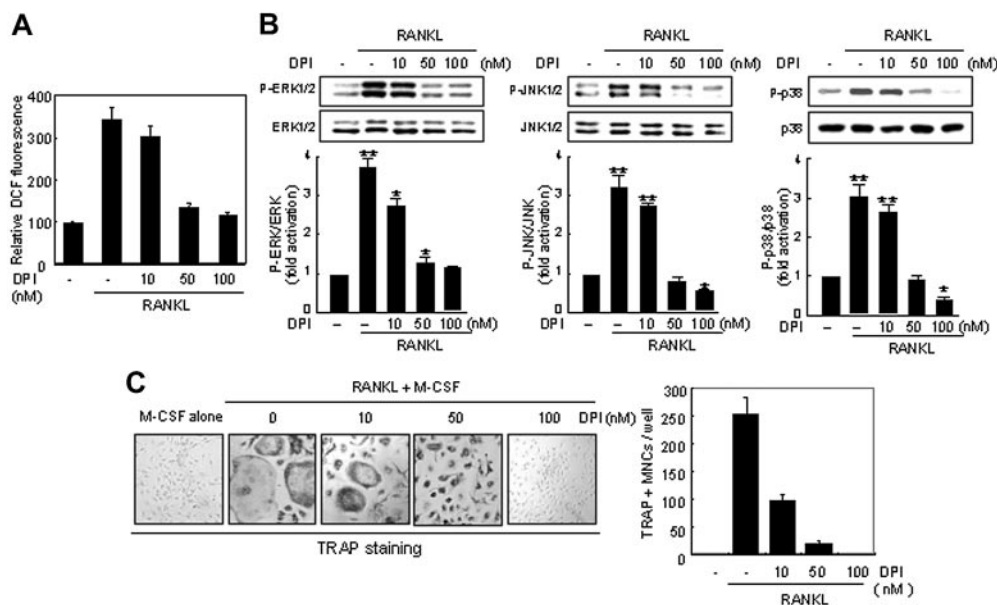 A
Relative DCF fluorescence
400
300
200
100
0
- - 10 50 100
DPI
(nM)
RANKL
B
RANKL
DPI - - 10 50 100 (nM)
P-ERK1/2
ERK1/2
P-ERK/ERK
(fold activation)
4
3
2
1
0
**
*
*
DPI - - 10 50 100 (nM)
RANKL
RANKL
DPI - - 10 50 100 (nM)
P-JNK1/2
JNK1/2
P-JNK/JNK
(fold activation)
4
3
2
1
0
**
**
*
DPI - - 10 50 100 (nM)
RANKL
RANKL
DPI - - 10 50 100 (nM)
P-p38
p38
P-p38/p38
(fold activation)
4
3
2
1
0
**
**
*
DPI - - 10 50 100 (nM)
RANKL
C
RANKL + M-CSF
M-CSF alone 0 10 50 100 DPI (nM)
TRAP staining
TRAP + MNCs / well
300
250
200
150
100
50
0
- - 10 50 100 DPI
(nM)
RANKL